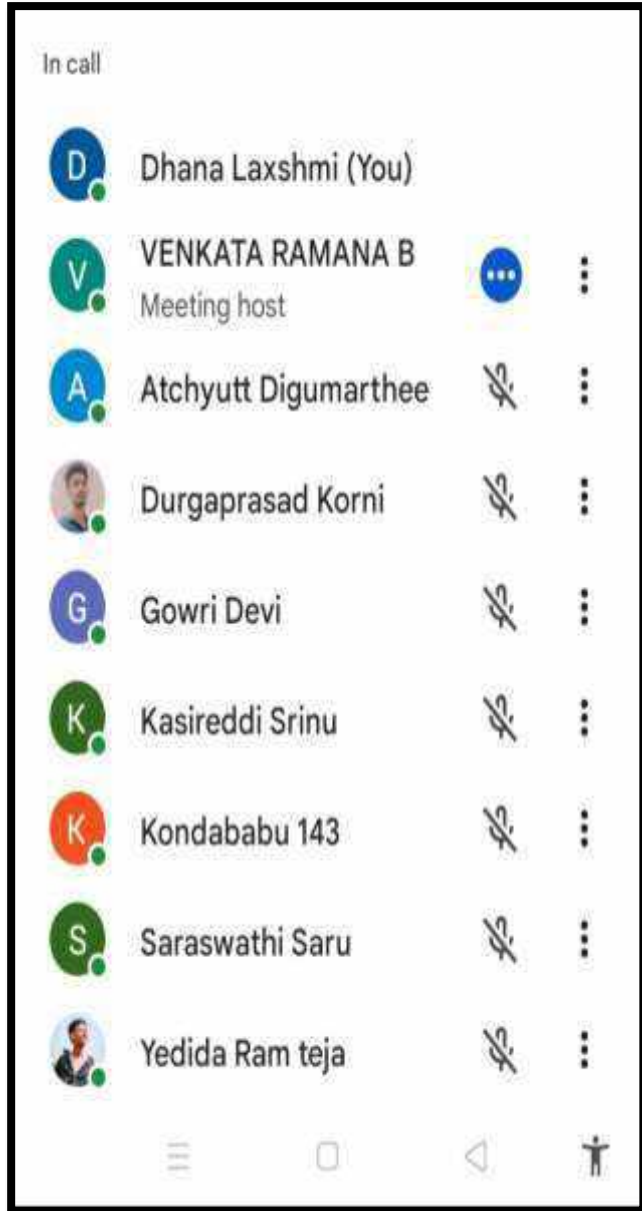 In call
D
Dhana Laxshmi (You)
V
VENKATA RAMANA B
Meeting host
A
Atchyutt Digumarthee
Durgaprasad Korni
G
Gowri Devi
K
Kasireddi Srinu
K
Kondababu 143
S
Saraswathi Saru
Yedida Ram teja